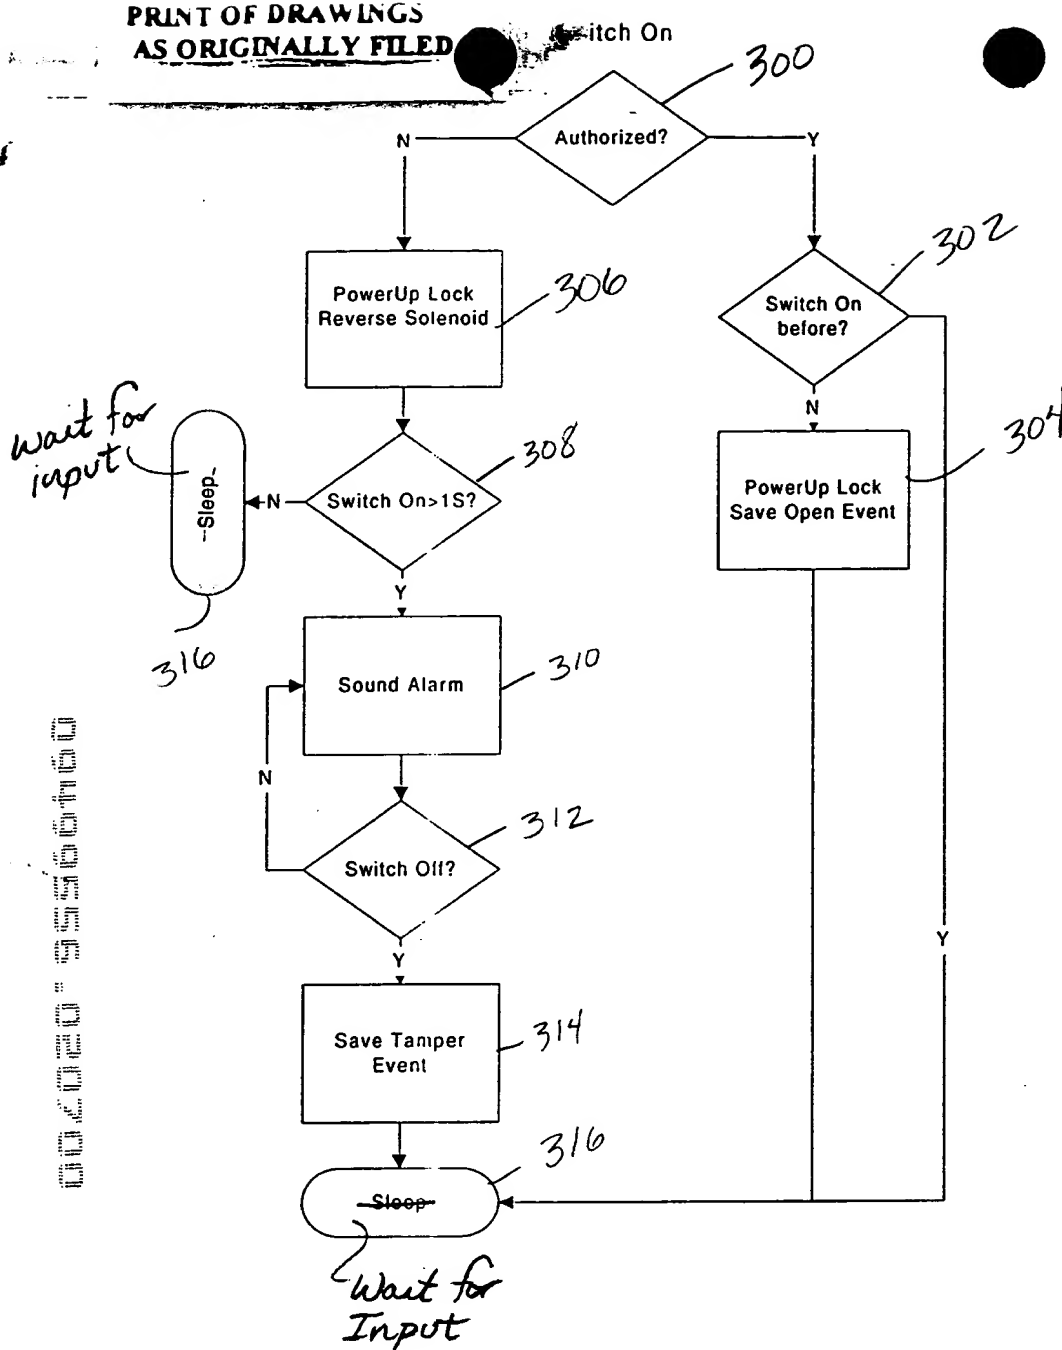 PRINT OF DRAWINGS
AS ORIGINALLY FILED
itch On
300
Authorized?
N
Y
302
306
PowerUp Lock
Reverse Solenoid
Switch On
before?
N
wait for
input
308
304
-Sleep-
N
Switch On>1S?
PowerUp Lock
Save Open Event
Y
316
310
Sound Alarm
N
312
Switch Off?
Y
Y
314
Save Tamper
Event
316
Sleep
Wait for
Input
09499555.020700